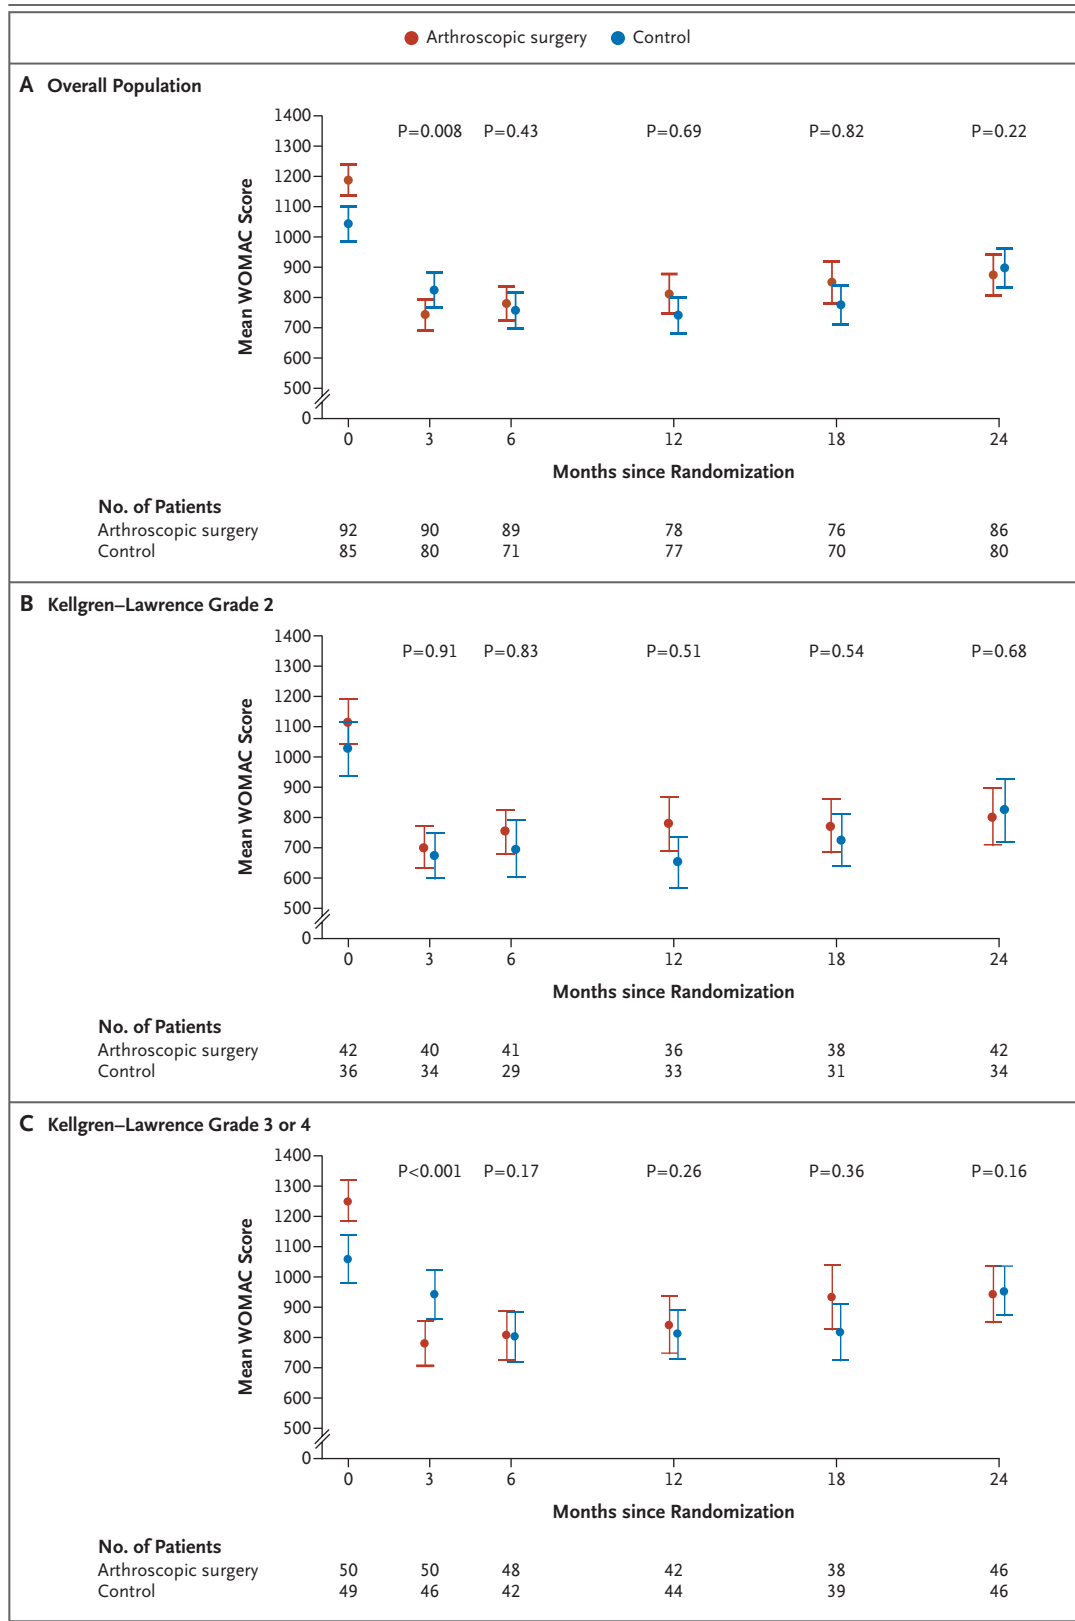 Arthroscopic surgery Control
A Overall Population
1400
1300
1200
1100
1000
900
800
700
600
500
0
Mean WOMAC Score
P=0.008 P=0.43 P=0.69 P=0.82 P=0.22
0 3 6 12 18 24
Months since Randomization
No. of Patients
Arthroscopic surgery 92 90 89 78 76 86
Control 85 80 71 77 70 80
B Kellgren–Lawrence Grade 2
1400
1300
1200
1100
1000
900
800
700
600
500
0
Mean WOMAC Score
P=0.91 P=0.83 P=0.51 P=0.54 P=0.68
0 3 6 12 18 24
Months since Randomization
No. of Patients
Arthroscopic surgery 42 40 41 36 38 42
Control 36 34 29 33 31 34
C Kellgren–Lawrence Grade 3 or 4
1400
1300
1200
1100
1000
900
800
700
600
500
0
Mean WOMAC Score
P<0.001 P=0.17 P=0.26 P=0.36 P=0.16
0 3 6 12 18 24
Months since Randomization
No. of Patients
Arthroscopic surgery 50 50 48 42 38 46
Control 49 46 42 44 39 46